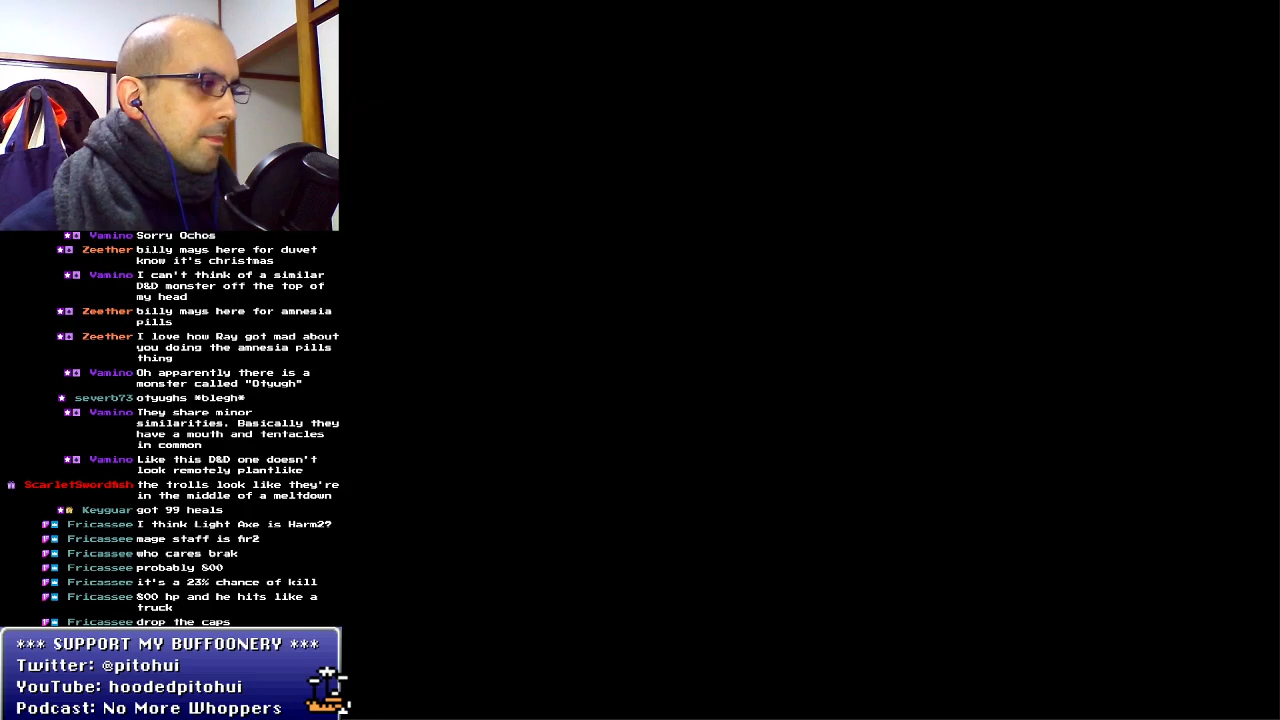 Vamino Sorry Ochos
Zeether billy mays here for duvet
know it's christmas
Vamino I can't think of a similar
D&D monster off the top of
my head
Zeether billy mays here for amnesia
pills
Zeether I love how Ray got mad about
you doing the amnesia pills
thing
Vamino Oh apparently there is a
monster called "Otyugh"
severb73 otyughs *blegh*
Vamino They share minor
similarities. Basically they
have a mouth and tentacles
in common
Vamino Like this D&D one doesn't
look remotely plantlike
ScarletSwordfish the trolls look like they're
in the middle of a meltdown
Keyguar got 99 heals
Fricassee I think Light Axe is Harm2?
Fricassee mage staff is fir2
Fricassee who cares brak
Fricassee probably 800
Fricassee it's a 23% chance of kill
Fricassee 800 hp and he hits like a
truck
Fricassee drop the caps
*** SUPPORT MY BUFFOONERY ***
Twitter: @pitohui
YouTube: hoodedpitohui
Podcast: No More Whoppers